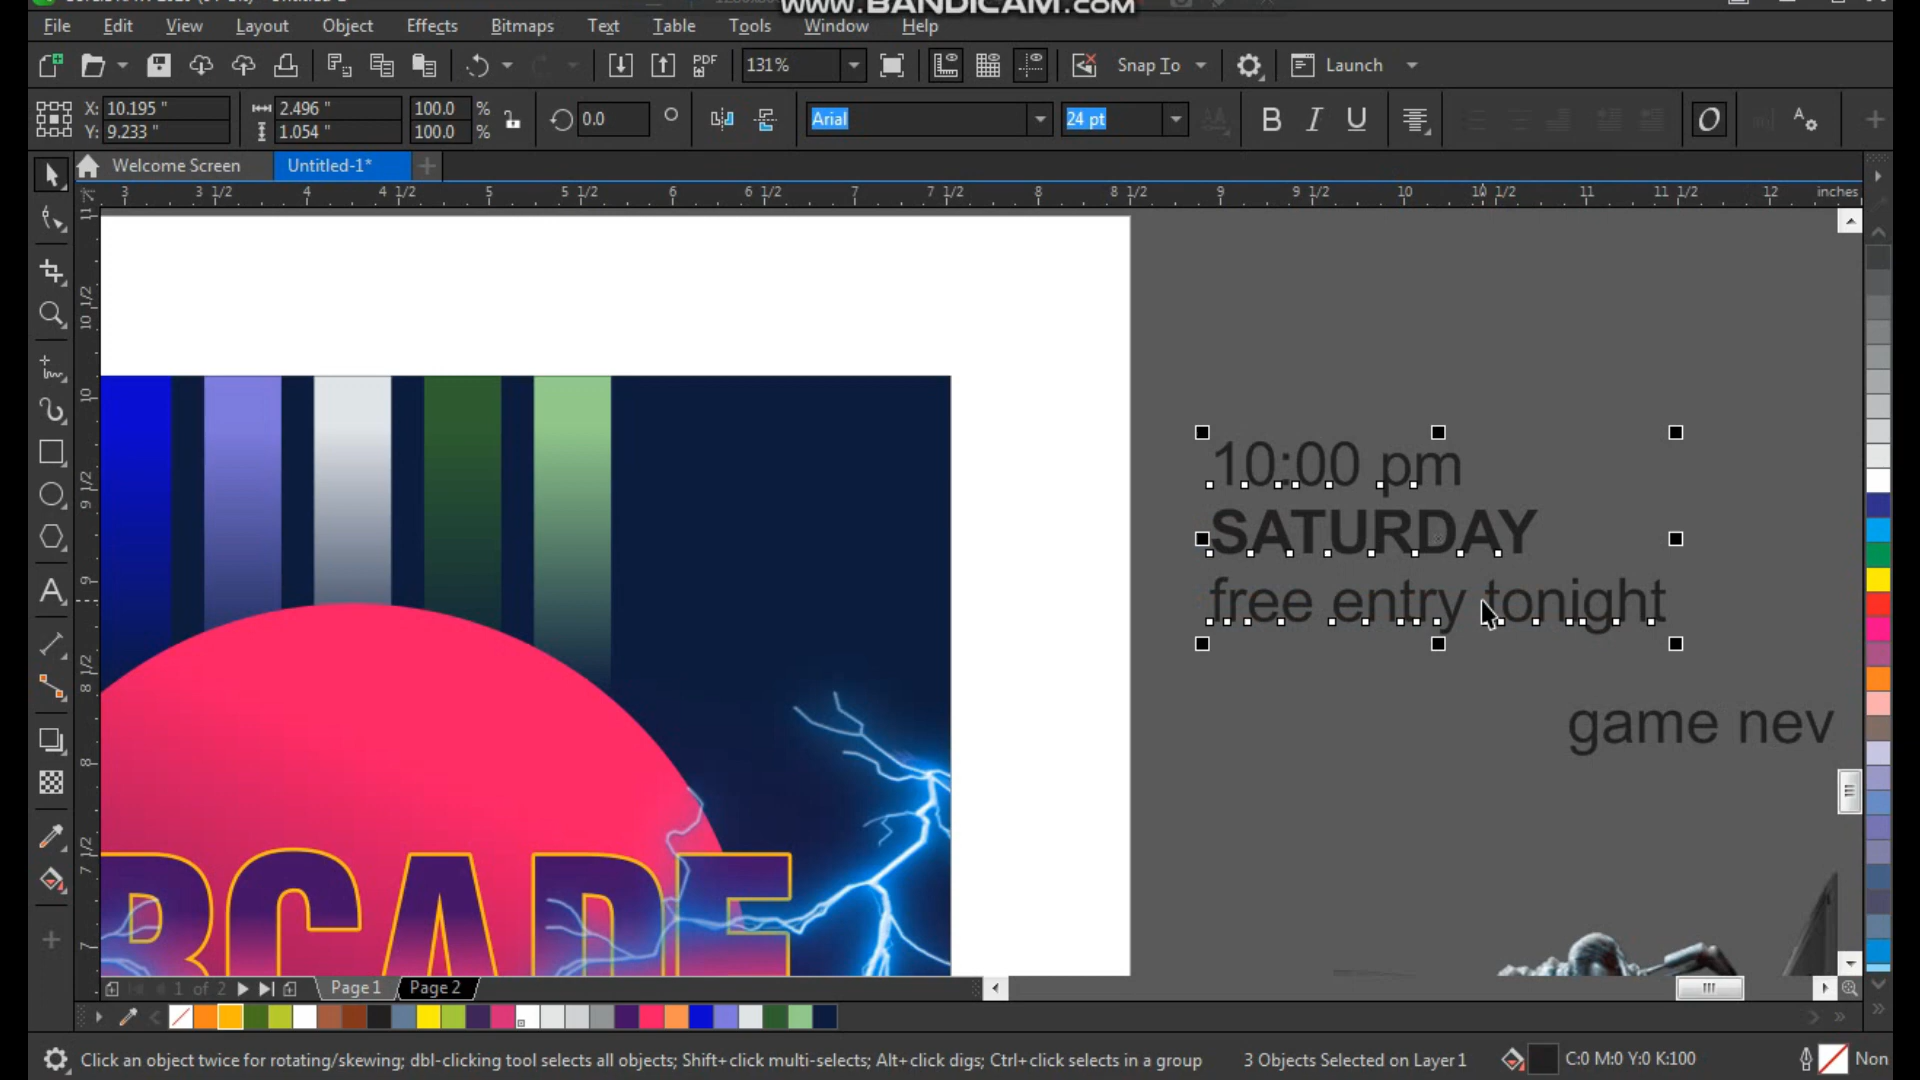 WWW.BANDICAM.COM
File Edit View Layout Object Effects Bitmaps Text Table Tools Window Help
PDF 131% Snap To Launch
X: 10.195 " 2.496 " 100.0 % 0.0 Arial 24 pt B I U O
Y: 9.233 " 1.054 " 100.0 %
Welcome Screen Untitled-1*
3 3 1/2 4 4 1/2 5 5 1/2 6 6 1/2 7 7 1/2 8 8 1/2 9 9 1/2 10 10 1/2 11 11 1/2 12 inches
10:00 pm
SATURDAY
free entry tonight
game nev
BCADE
1 of 2 Page 1 Page 2
Click an object twice for rotating/skewing; dbl-clicking tool selects all objects; Shift+click multi-selects; Alt+click digs; Ctrl+click selects in a group 3 Objects Selected on Layer 1 C:0 M:0 Y:0 K:100 Non